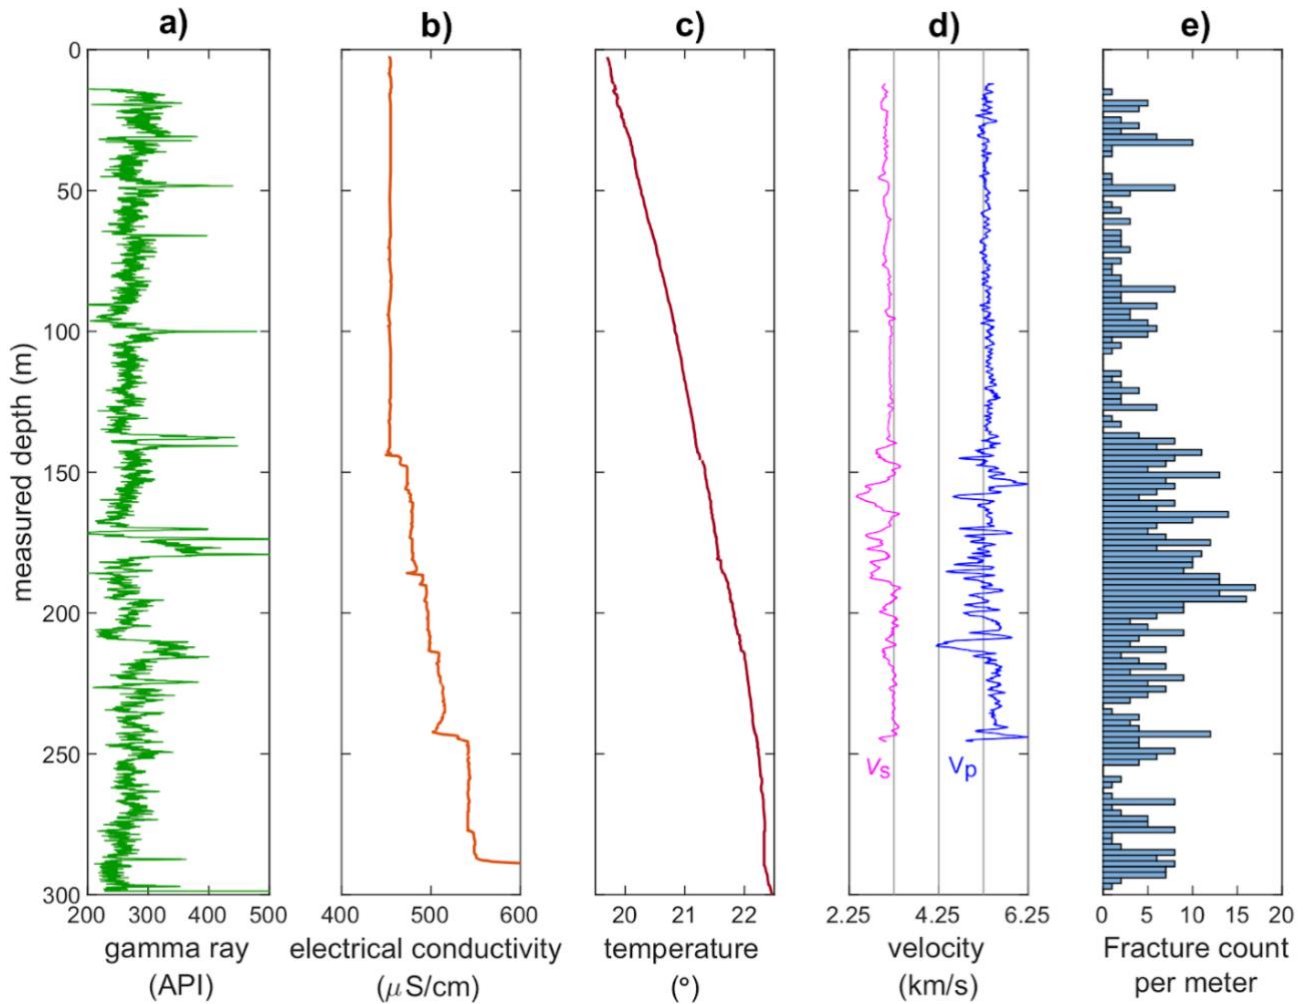 a) b) c) d) e)
0
50
100
150
200
250
300
measured depth (m)
Vs Vp
200 300 400 500 400 500 600 20 21 22 2.25 4.25 6.25 0 5 10 15 20
gamma ray electrical conductivity temperature velocity Fracture count
(API) (μS/cm) (°) (km/s) per meter